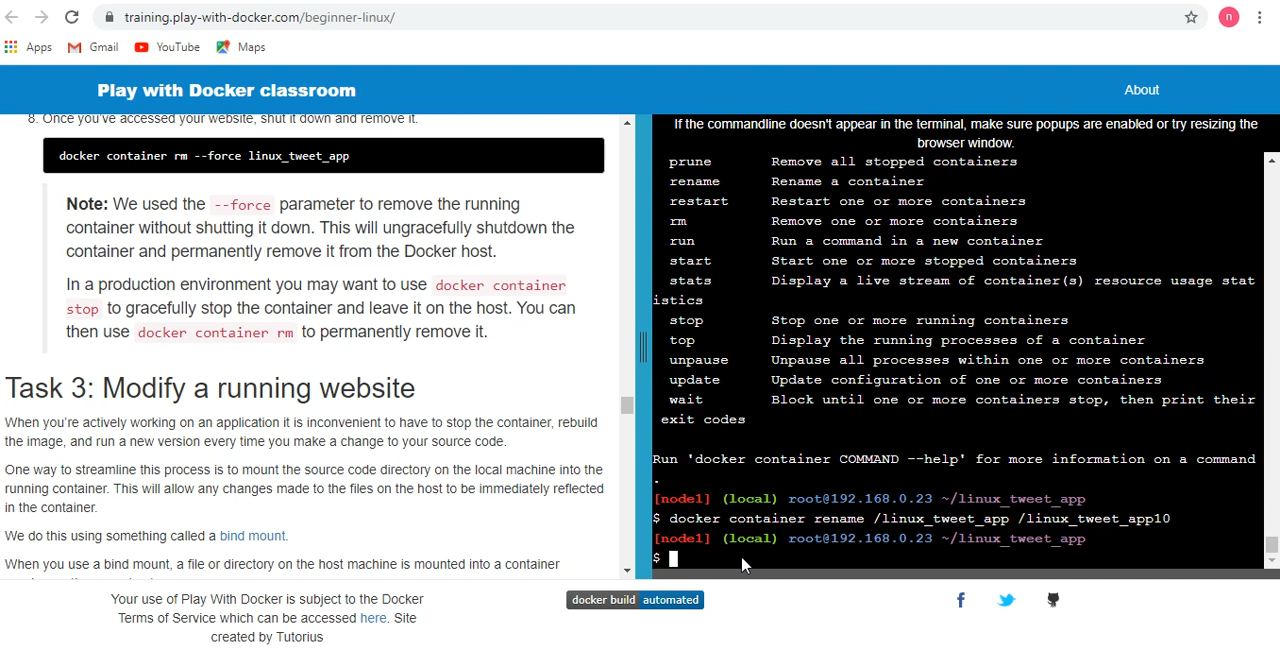 training.play-with-docker.com/beginner-linux/
n
Apps Gmail YouTube Maps
Play with Docker classroom
About
8. Once you've accessed your website, shut it down and remove it.
docker container rm --force linux_tweet_app
Note: We used the --force parameter to remove the running
container without shutting it down. This will ungracefully shutdown the
container and permanently remove it from the Docker host.
In a production environment you may want to use docker container
stop to gracefully stop the container and leave it on the host. You can
then use docker container rm to permanently remove it.
Task 3: Modify a running website
When you're actively working on an application it is inconvenient to have to stop the container, rebuild
the image, and run a new version every time you make a change to your source code.
One way to streamline this process is to mount the source code directory on the local machine into the
running container. This will allow any changes made to the files on the host to be immediately reflected
in the container.
We do this using something called a bind mount.
When you use a bind mount, a file or directory on the host machine is mounted into a container
If the commandline doesn't appear in the terminal, make sure popups are enabled or try resizing the
browser window.
prune Remove all stopped containers
rename Rename a container
restart Restart one or more containers
rm Remove one or more containers
run Run a command in a new container
start Start one or more stopped containers
stats Display a live stream of container(s) resource usage stat
istics
stop Stop one or more running containers
top Display the running processes of a container
unpause Unpause all processes within one or more containers
update Update configuration of one or more containers
wait Block until one or more containers stop, then print their
exit codes
Run 'docker container COMMAND --help' for more information on a command
.
[node1] (local) root@192.168.0.23 ~/linux_tweet_app
$ docker container rename /linux_tweet_app /linux_tweet_app10
[node1] (local) root@192.168.0.23 ~/linux_tweet_app
$
Your use of Play With Docker is subject to the Docker
Terms of Service which can be accessed here. Site
created by Tutorius
docker build automated